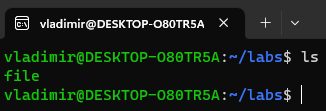 vladimir@DESKTOP-O80TR5A
vladimir@DESKTOP-O80TR5A:~/labs$ ls
file
vladimir@DESKTOP-O80TR5A:~/labs$